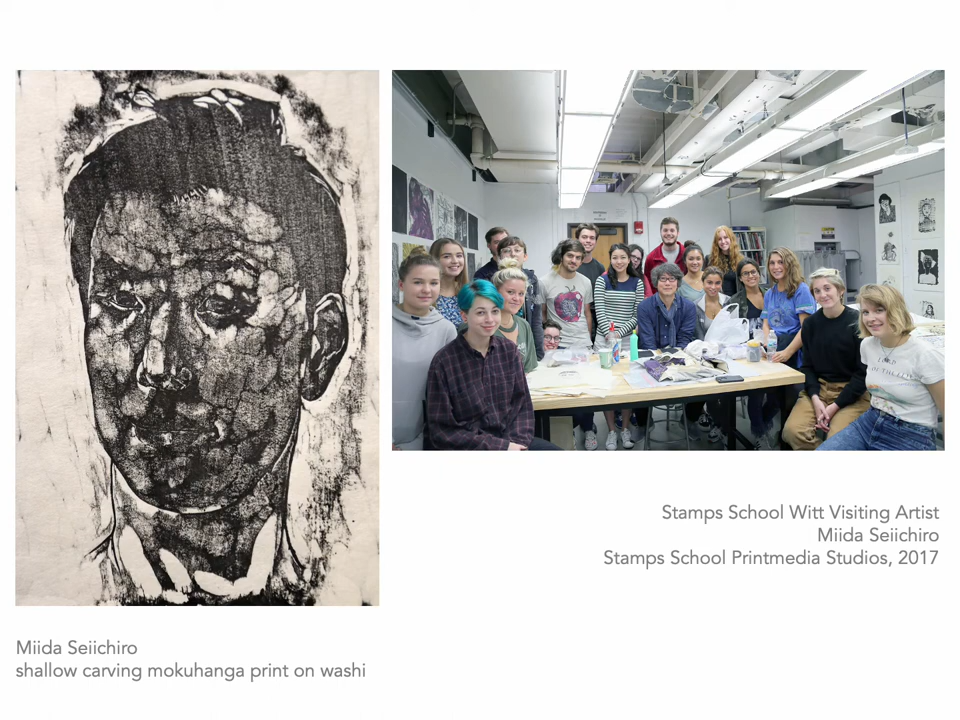 Miida Seiichiro
shallow carving mokuhanga print on washi
Stamps School Witt Visiting Artist
Miida Seiichiro
Stamps School Printmedia Studios, 2017